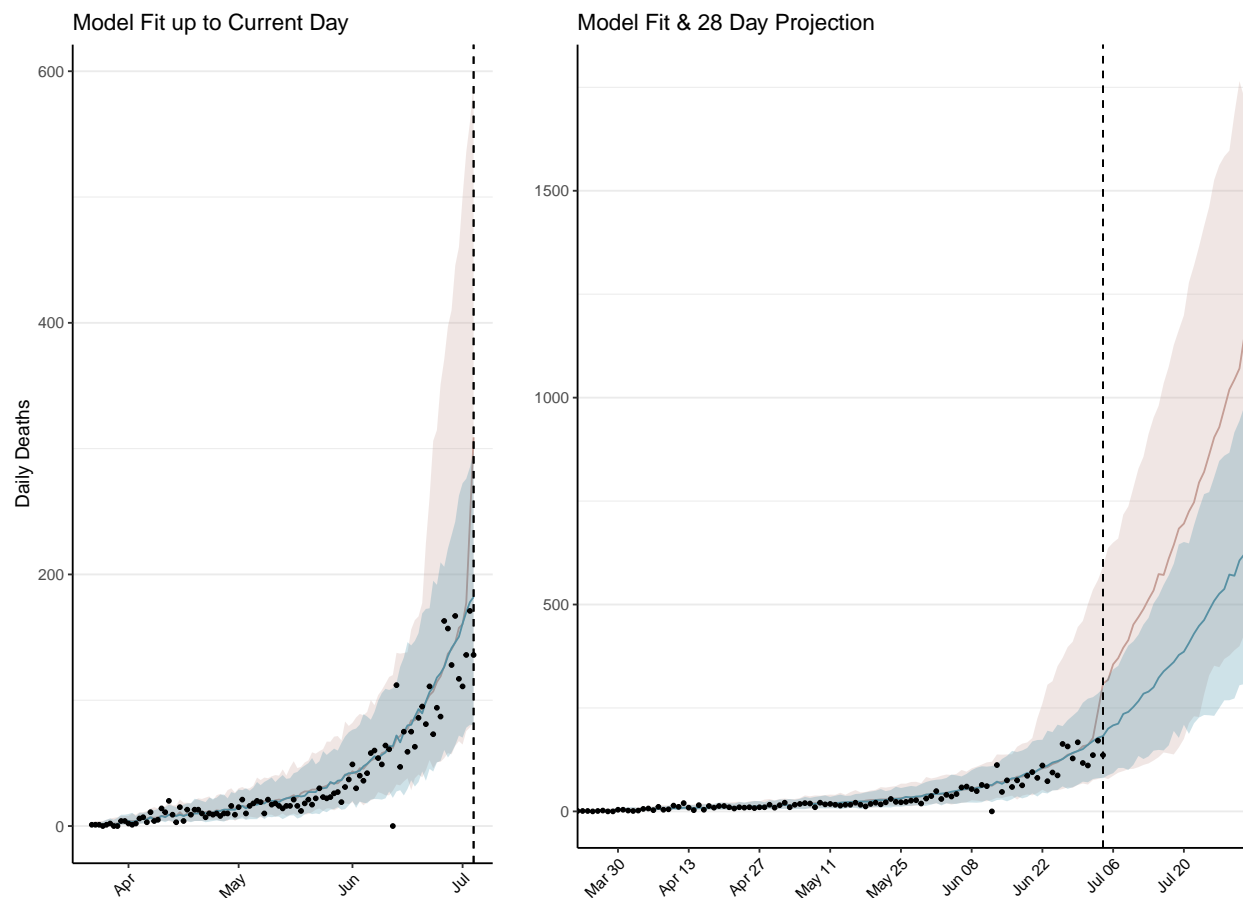 Model Fit up to Current Day
600
400
200
0
Daily Deaths
Apr
May
Jun
Jul
Model Fit & 28 Day Projection
1500
1000
500
0
Mar 30
Apr 13
Apr 27
May 11
May 25
Jun 08
Jun 22
Jul 06
Jul 20